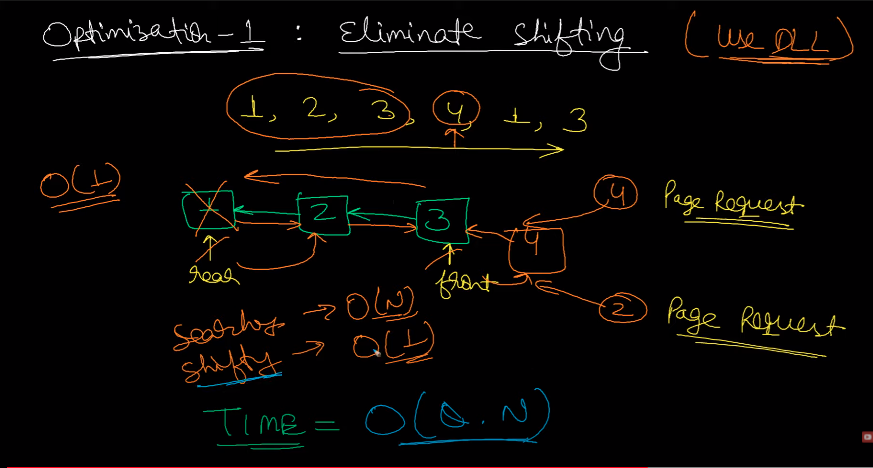 Optimization-1 : Eliminate Shifting (Use DLL)
1, 2, 3, 4, 1, 3
O(1)
1 2 3 4 4 Page Request
rear front 2 Page Request
Searching → O(N)
Shifting → O(1)
TIME = O(Q.N)